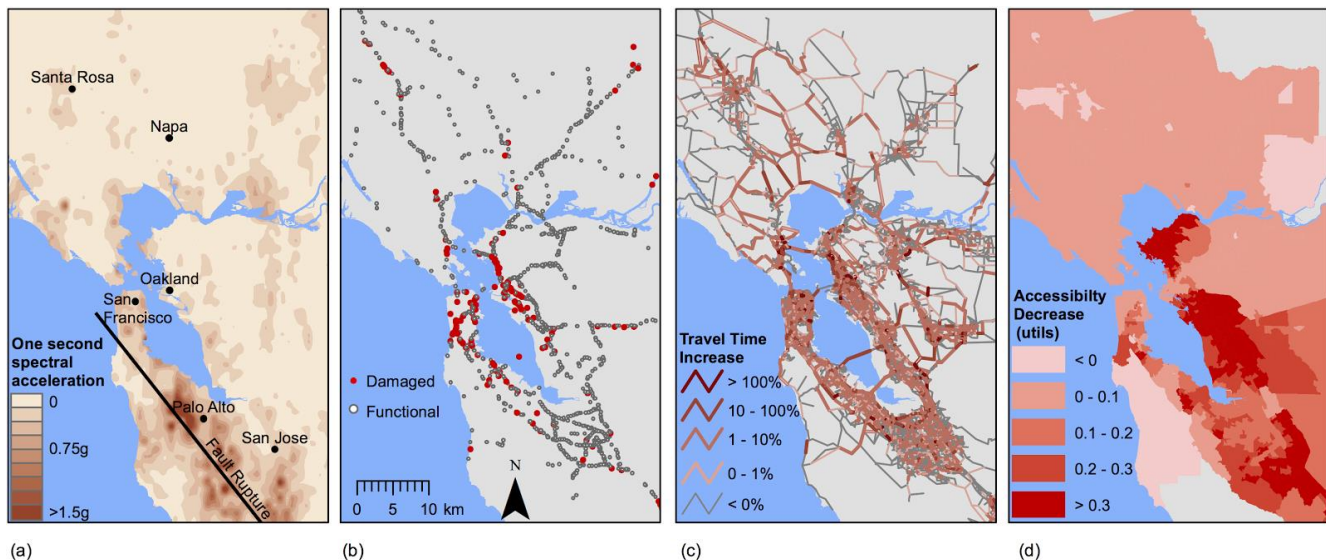 Santa Rosa
Napa
Oakland
San
Francisco
One second
spectral
acceleration
0
0.75g
>1.5g
Palo Alto
San Jose
Fault Rupture
(a)
Damaged
Functional
0 5 10 km
N
(b)
Travel Time
Increase
> 100%
10 - 100%
1 - 10%
0 - 1%
< 0%
(c)
Accessibilty
Decrease
(utils)
< 0
0 - 0.1
0.1 - 0.2
0.2 - 0.3
> 0.3
(d)